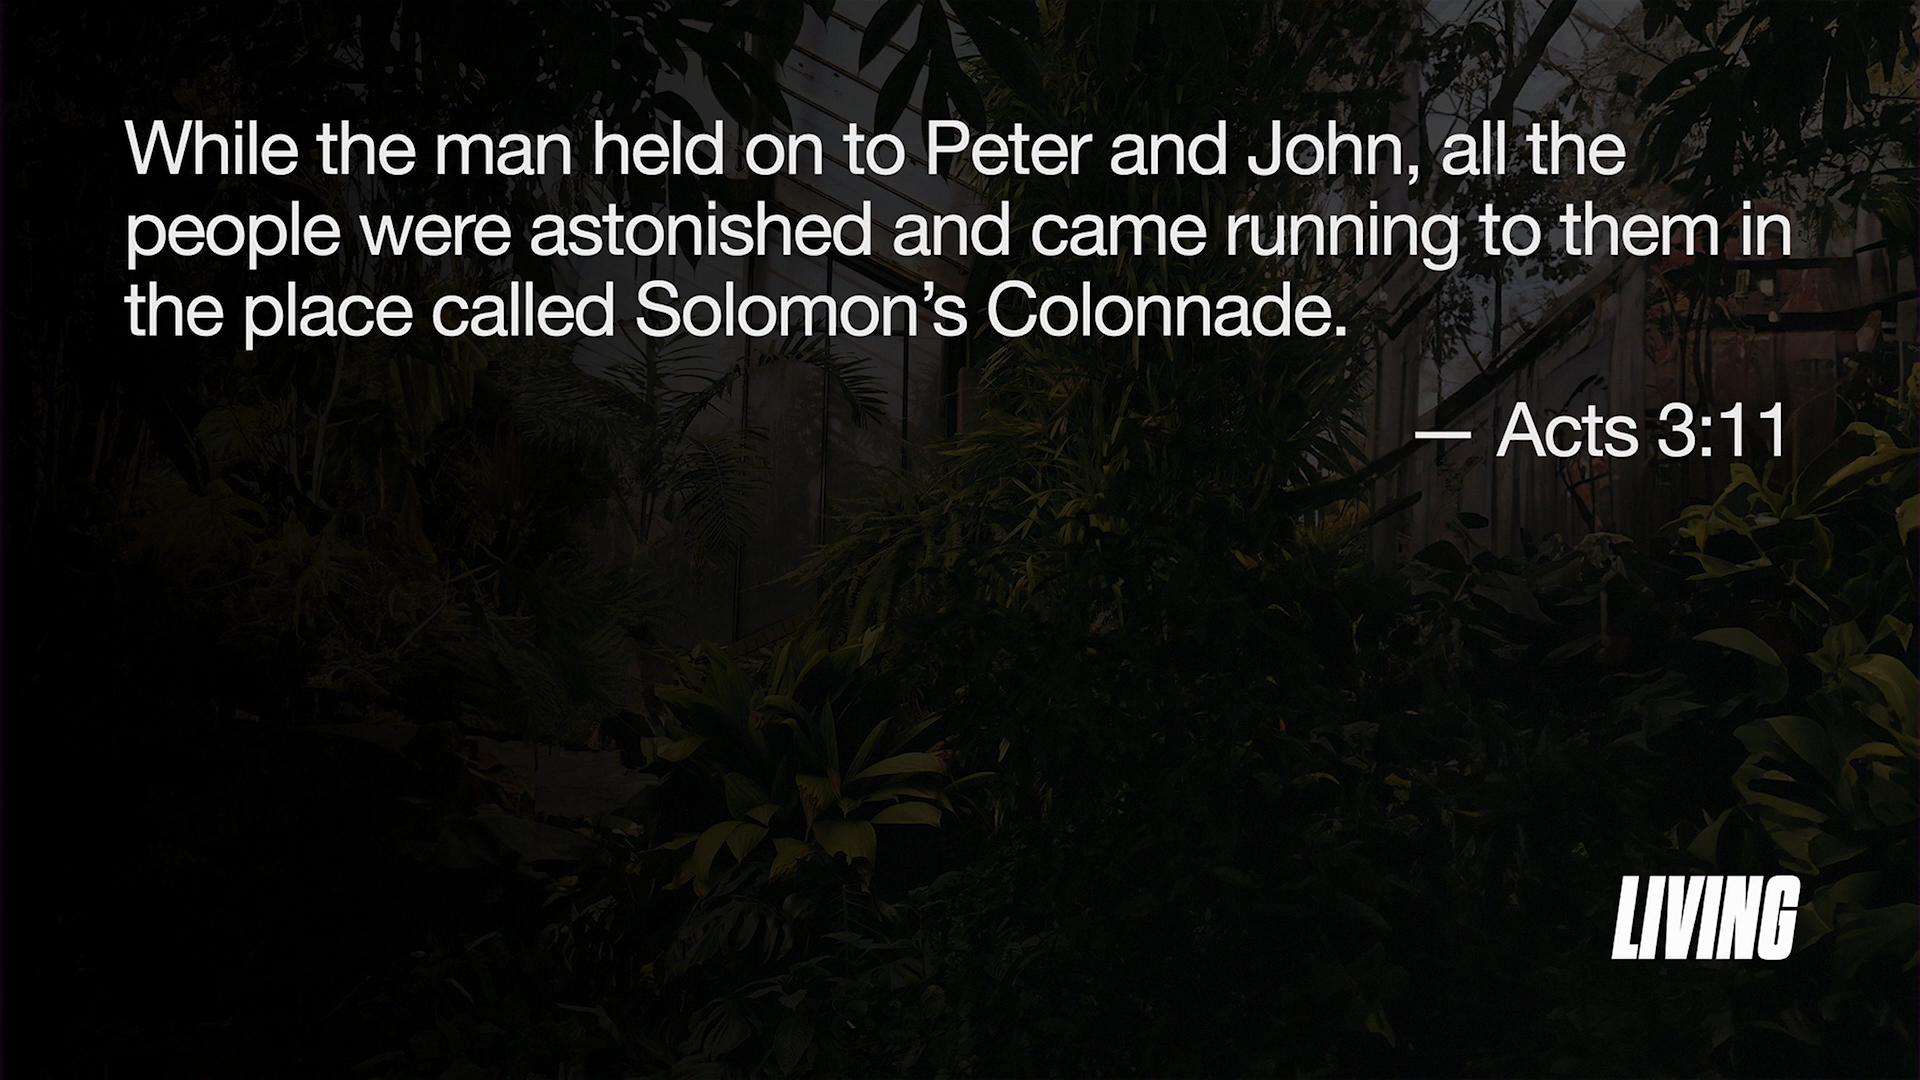 While the man held on to Peter and John, all the
people were astonished and came running to them in
the place called Solomon’s Colonnade.
— Acts 3:11
LIVING